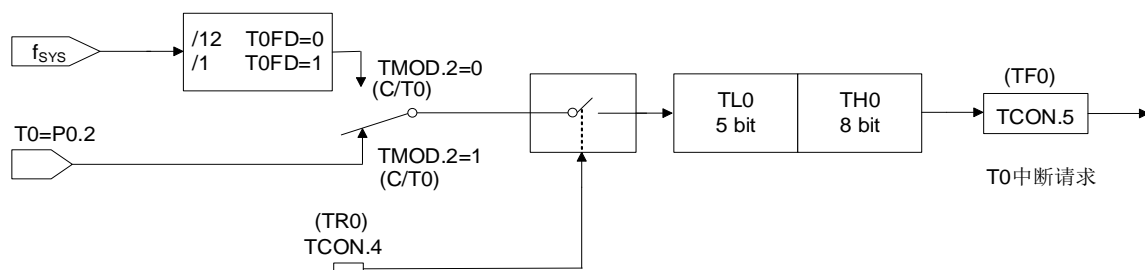 f_SYS
/12 T0FD=0
/1 T0FD=1
TMOD.2=0
(C/T0)
T0=P0.2
TMOD.2=1
(C/T0)
(TR0)
TCON.4
TL0
5 bit
TH0
8 bit
(TF0)
TCON.5
T0中断请求